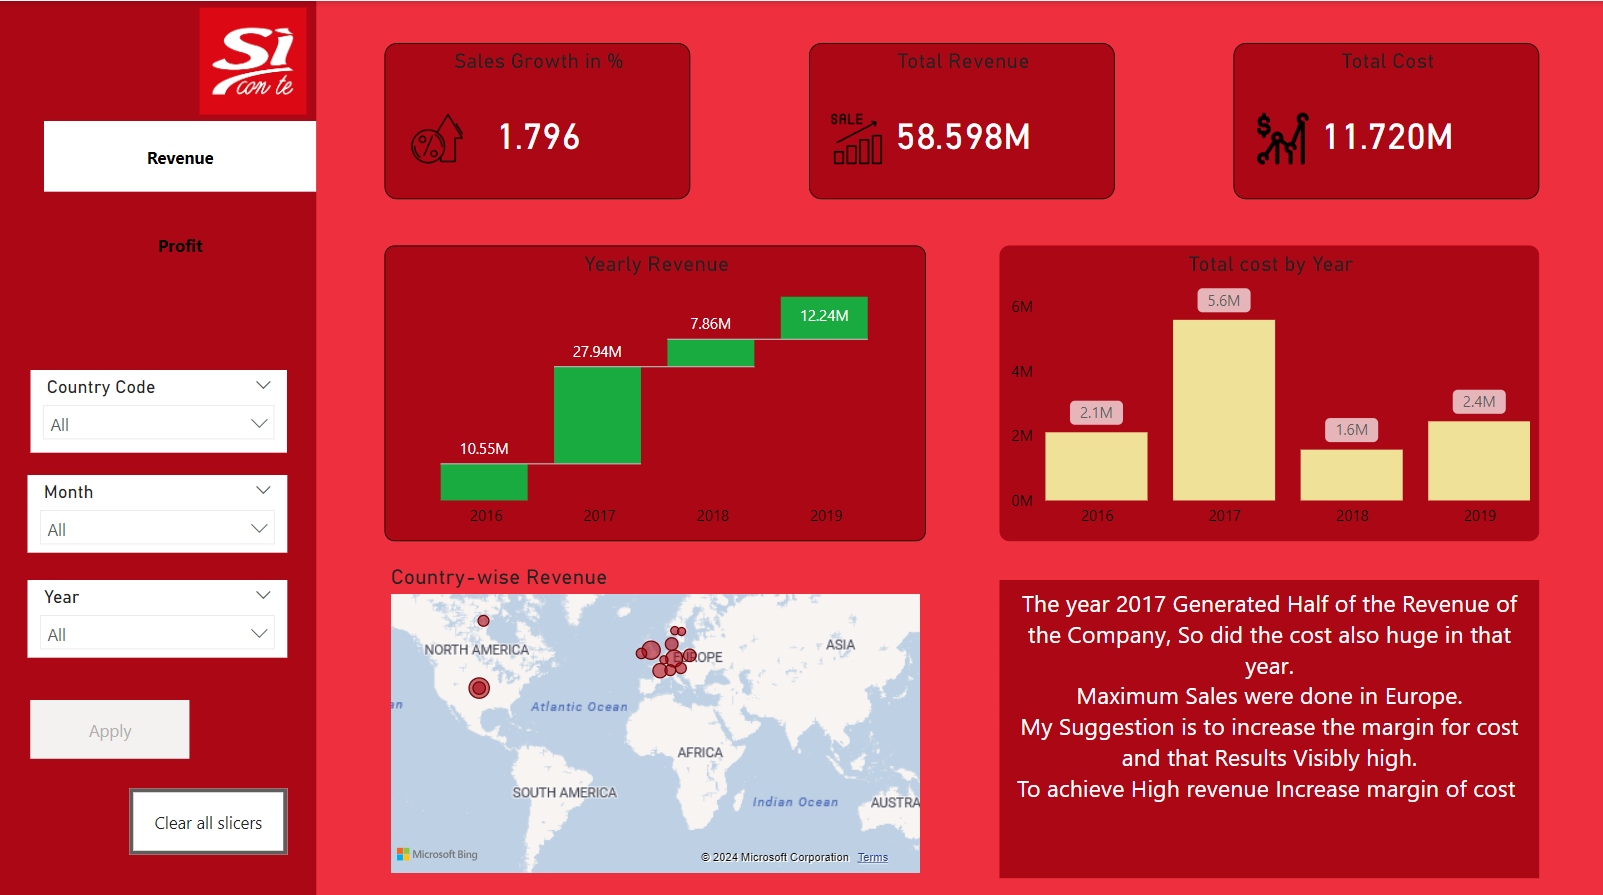 Sì
con te
Revenue
Profit
Country Code
All
Month
All
Year
All
Apply
Clear all slicers
Sales Growth in %
1.796
Total Revenue
SALE
58.598M
Total Cost
$
11.720M
Yearly Revenue
10.55M
27.94M
7.86M
12.24M
2016 2017 2018 2019
Total cost by Year
6M
4M
2M
0M
2.1M
5.6M
1.6M
2.4M
2016 2017 2018 2019
Country-wise Revenue
NORTH AMERICA
EUROPE
ASIA
an
Atlantic Ocean
AFRICA
SOUTH AMERICA
Indian Ocean
AUSTRA
Microsoft Bing
© 2024 Microsoft Corporation Terms
The year 2017 Generated Half of the Revenue of
the Company, So did the cost also huge in that
year.
Maximum Sales were done in Europe.
My Suggestion is to increase the margin for cost
and that Results Visibly high.
To achieve High revenue Increase margin of cost